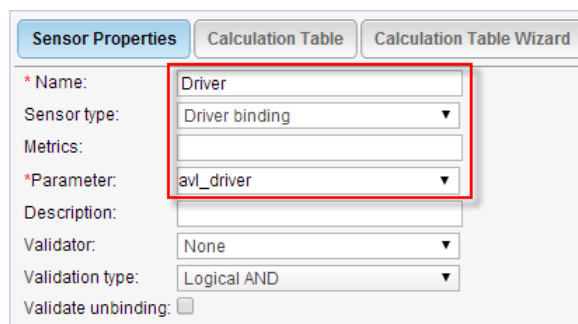 Sensor Properties Calculation Table Calculation Table Wizard
* Name: Driver
Sensor type: Driver binding
Metrics:
*Parameter: avl_driver
Description:
Validator: None
Validation type: Logical AND
Validate unbinding: